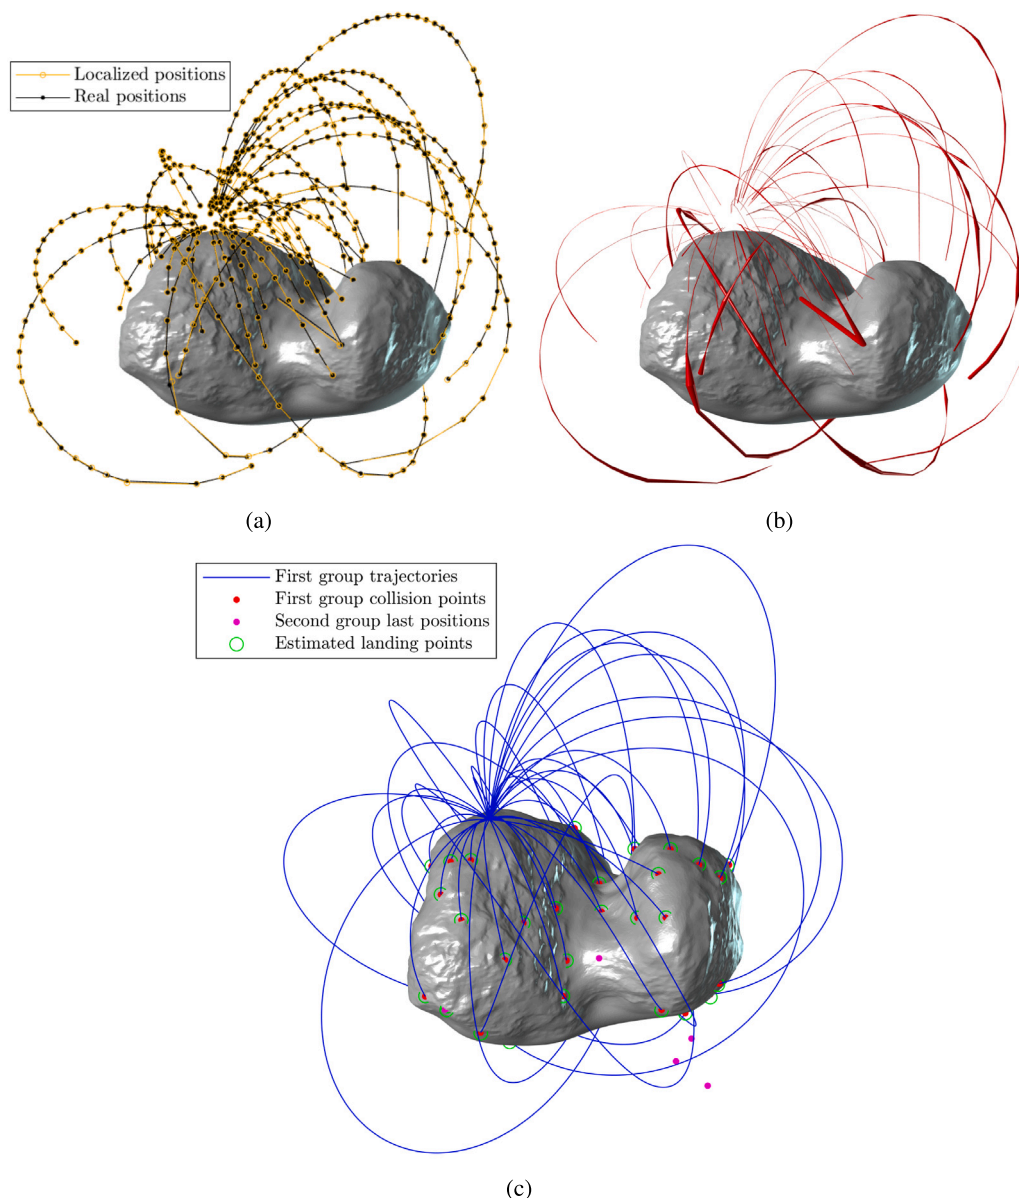 Localized positions
Real positions
(a)
(b)
First group trajectories
First group collision points
Second group last positions
Estimated landing points
(c)